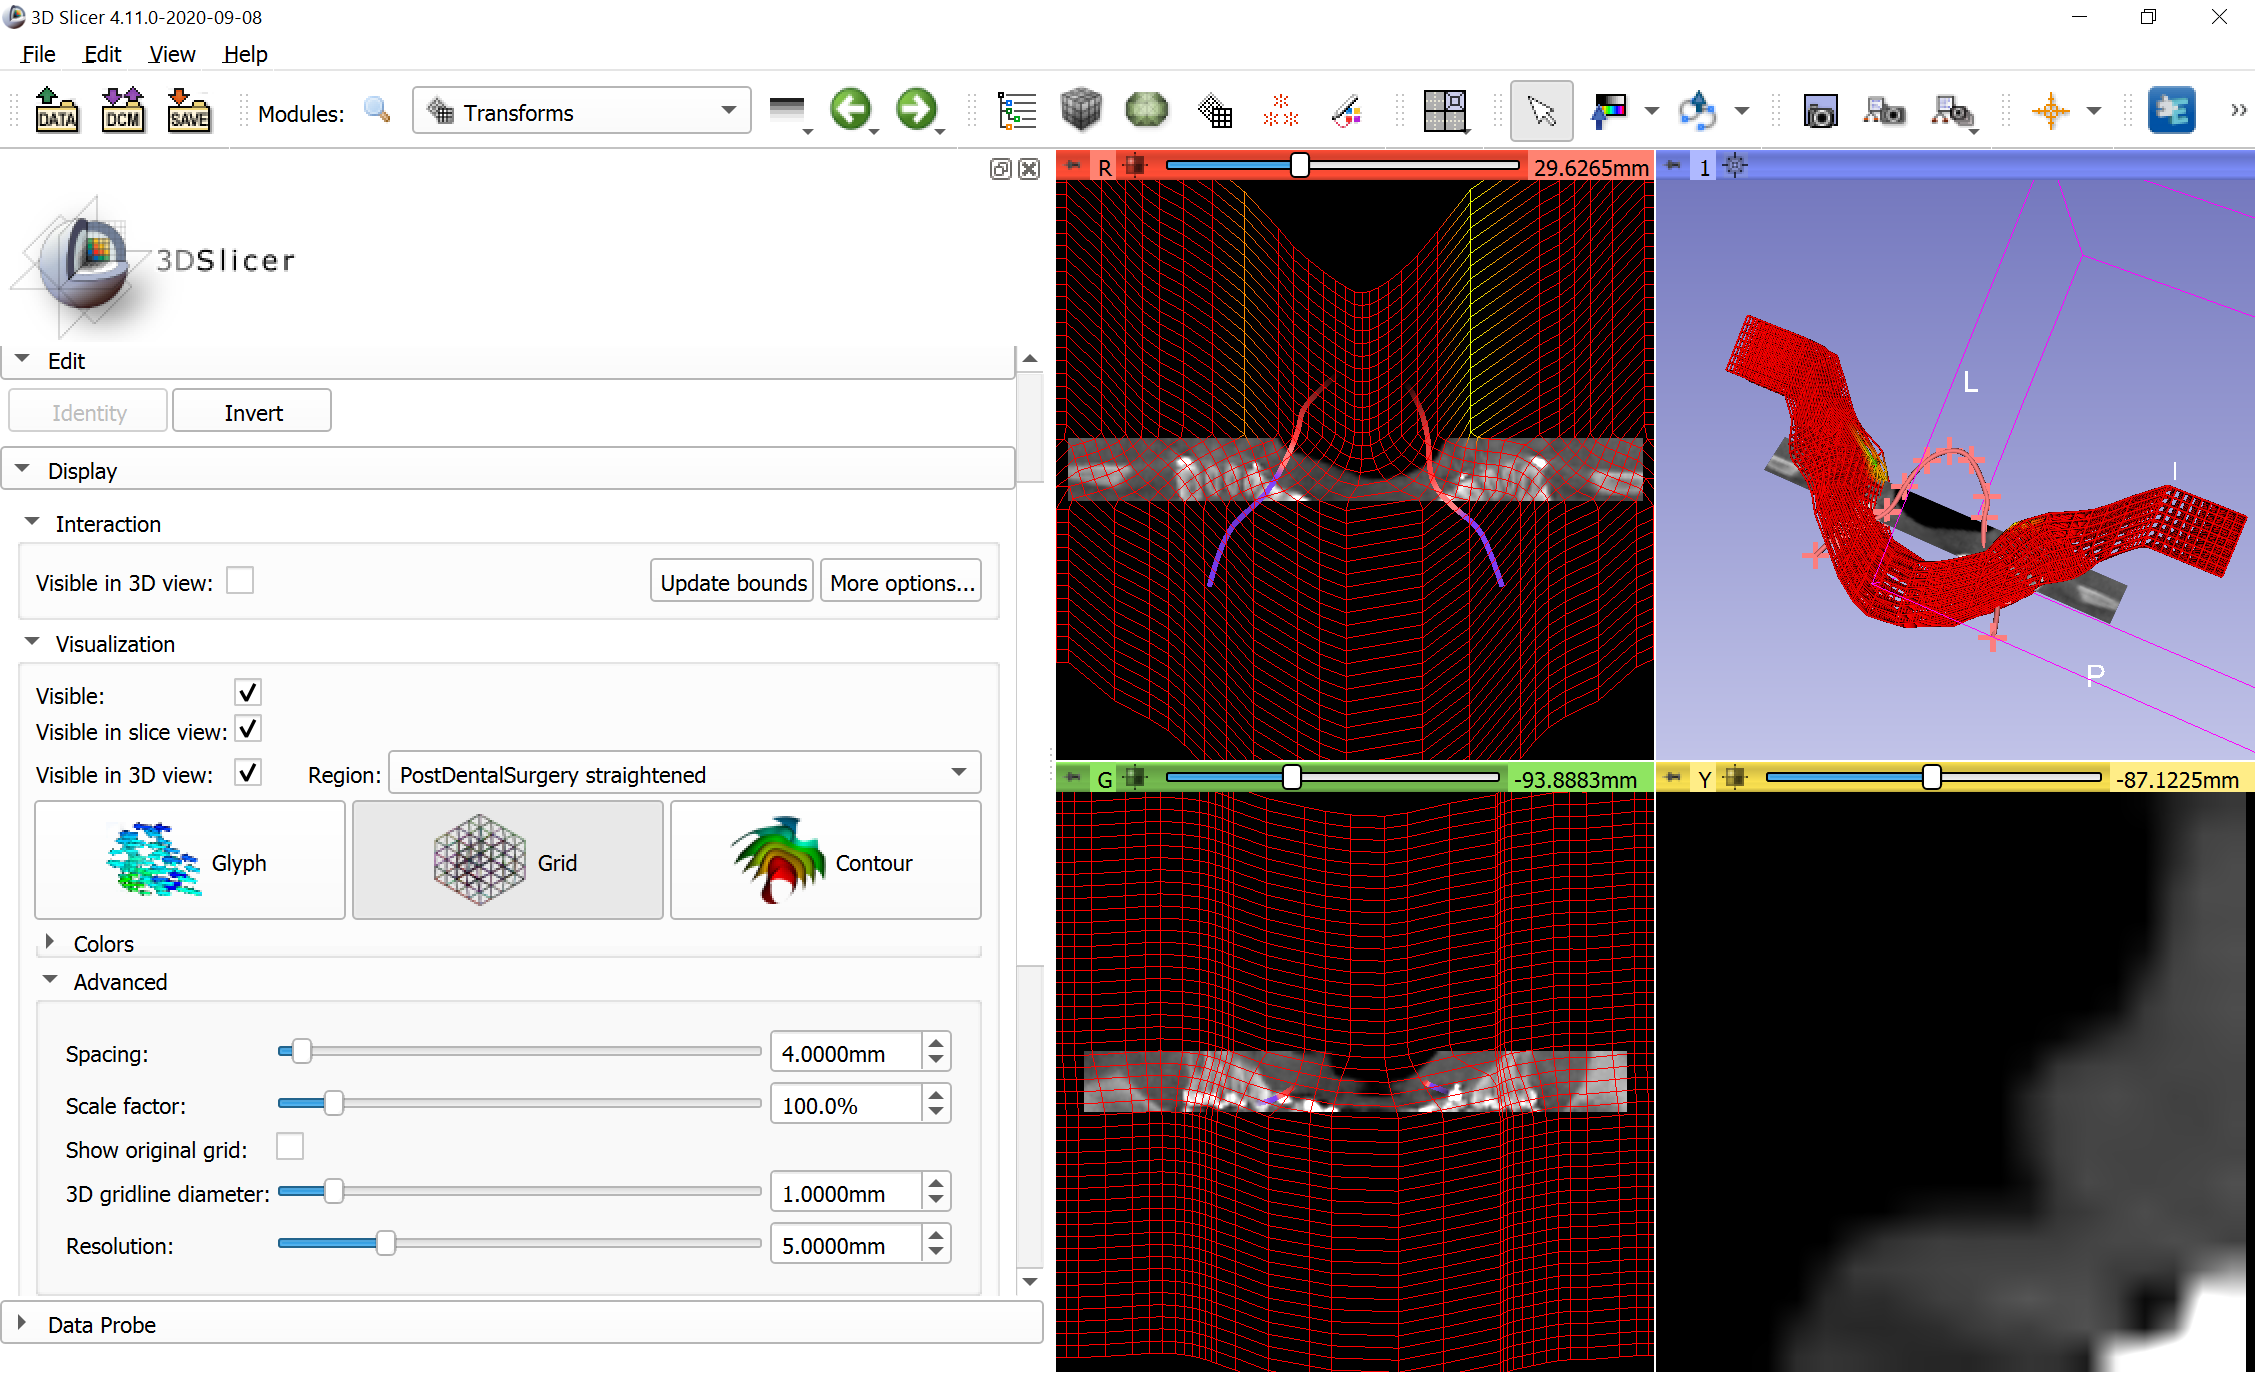 3D Slicer 4.11.0-2020-09-08
File Edit View Help
DATA DCM SAVE Modules: Transforms
R 29.6265mm
1
3DSlicer
Edit
Identity Invert
Display
Interaction
Visible in 3D view: Update bounds More options...
Visualization
Visible:
Visible in slice view:
Visible in 3D view: Region: PostDentalSurgery straightened
Glyph Grid Contour
Colors
Advanced
Spacing: 4.0000mm
Scale factor: 100.0%
Show original grid:
3D gridline diameter: 1.0000mm
Resolution: 5.0000mm
Data Probe
L
I
P
G -93.8883mm
Y -87.1225mm